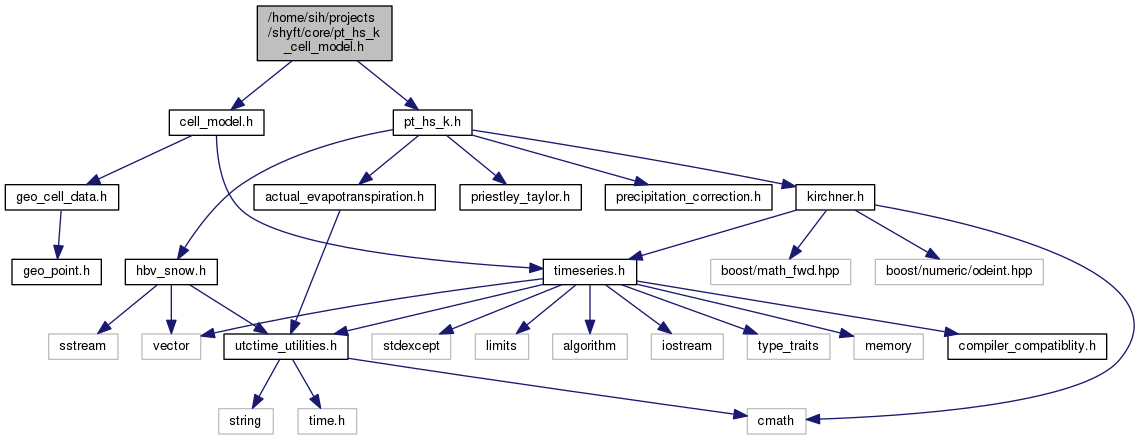 /home/sih/projects
/shyft/core/pt_hs_k
_cell_model.h
cell_model.h
pt_hs_k.h
geo_cell_data.h
actual_evapotranspiration.h
priestley_taylor.h
precipitation_correction.h
kirchner.h
geo_point.h
hbv_snow.h
timeseries.h
boost/math_fwd.hpp
boost/numeric/odeint.hpp
sstream
vector
utctime_utilities.h
stdexcept
limits
algorithm
iostream
type_traits
memory
compiler_compatiblity.h
string
time.h
cmath